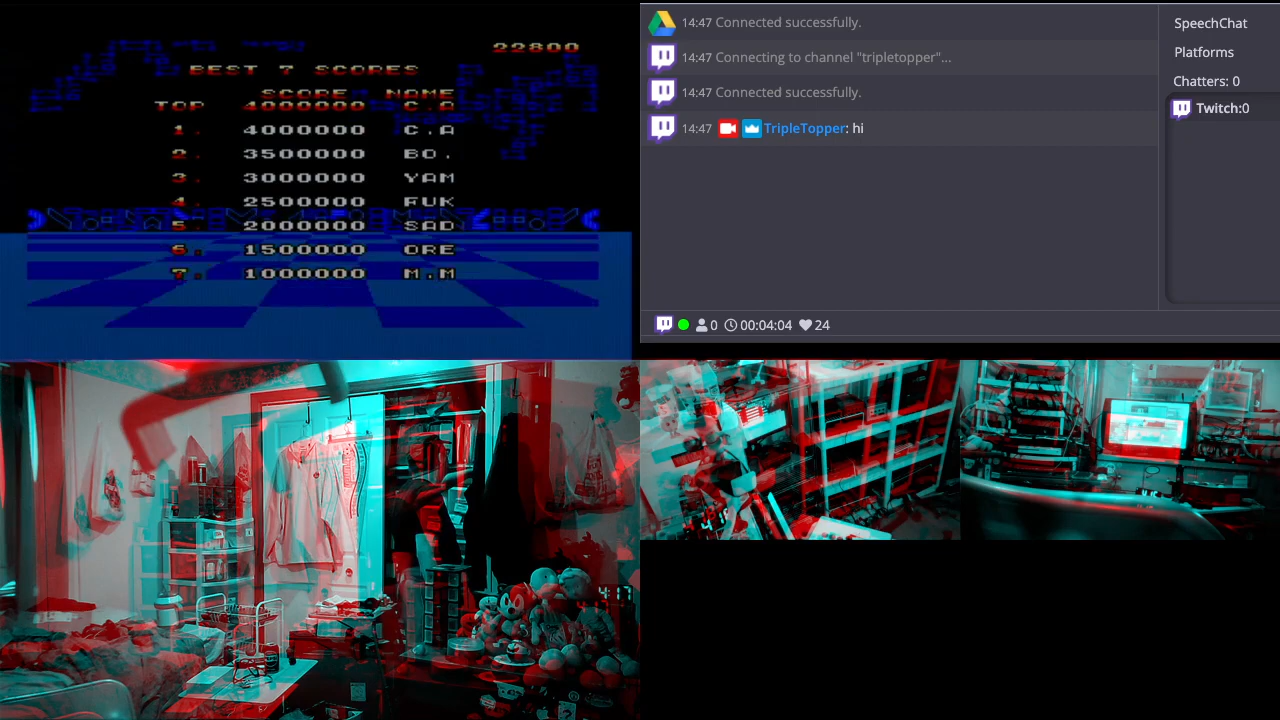 22800
BEST 7 SCORES
SCORE NAME
TOP 4000000 C.A
1. 4000000 C.A
2. 3500000 BO.
3. 3000000 YAM
4. 2500000 FUK
5. 2000000 SAD
6. 1500000 ORE
7. 1000000 M.M
14:47 Connected successfully.
14:47 Connecting to channel "tripletopper"...
14:47 Connected successfully.
14:47 TripleTopper: hi
SpeechChat
Platforms
Chatters: 0
Twitch:0
0 00:04:04 24